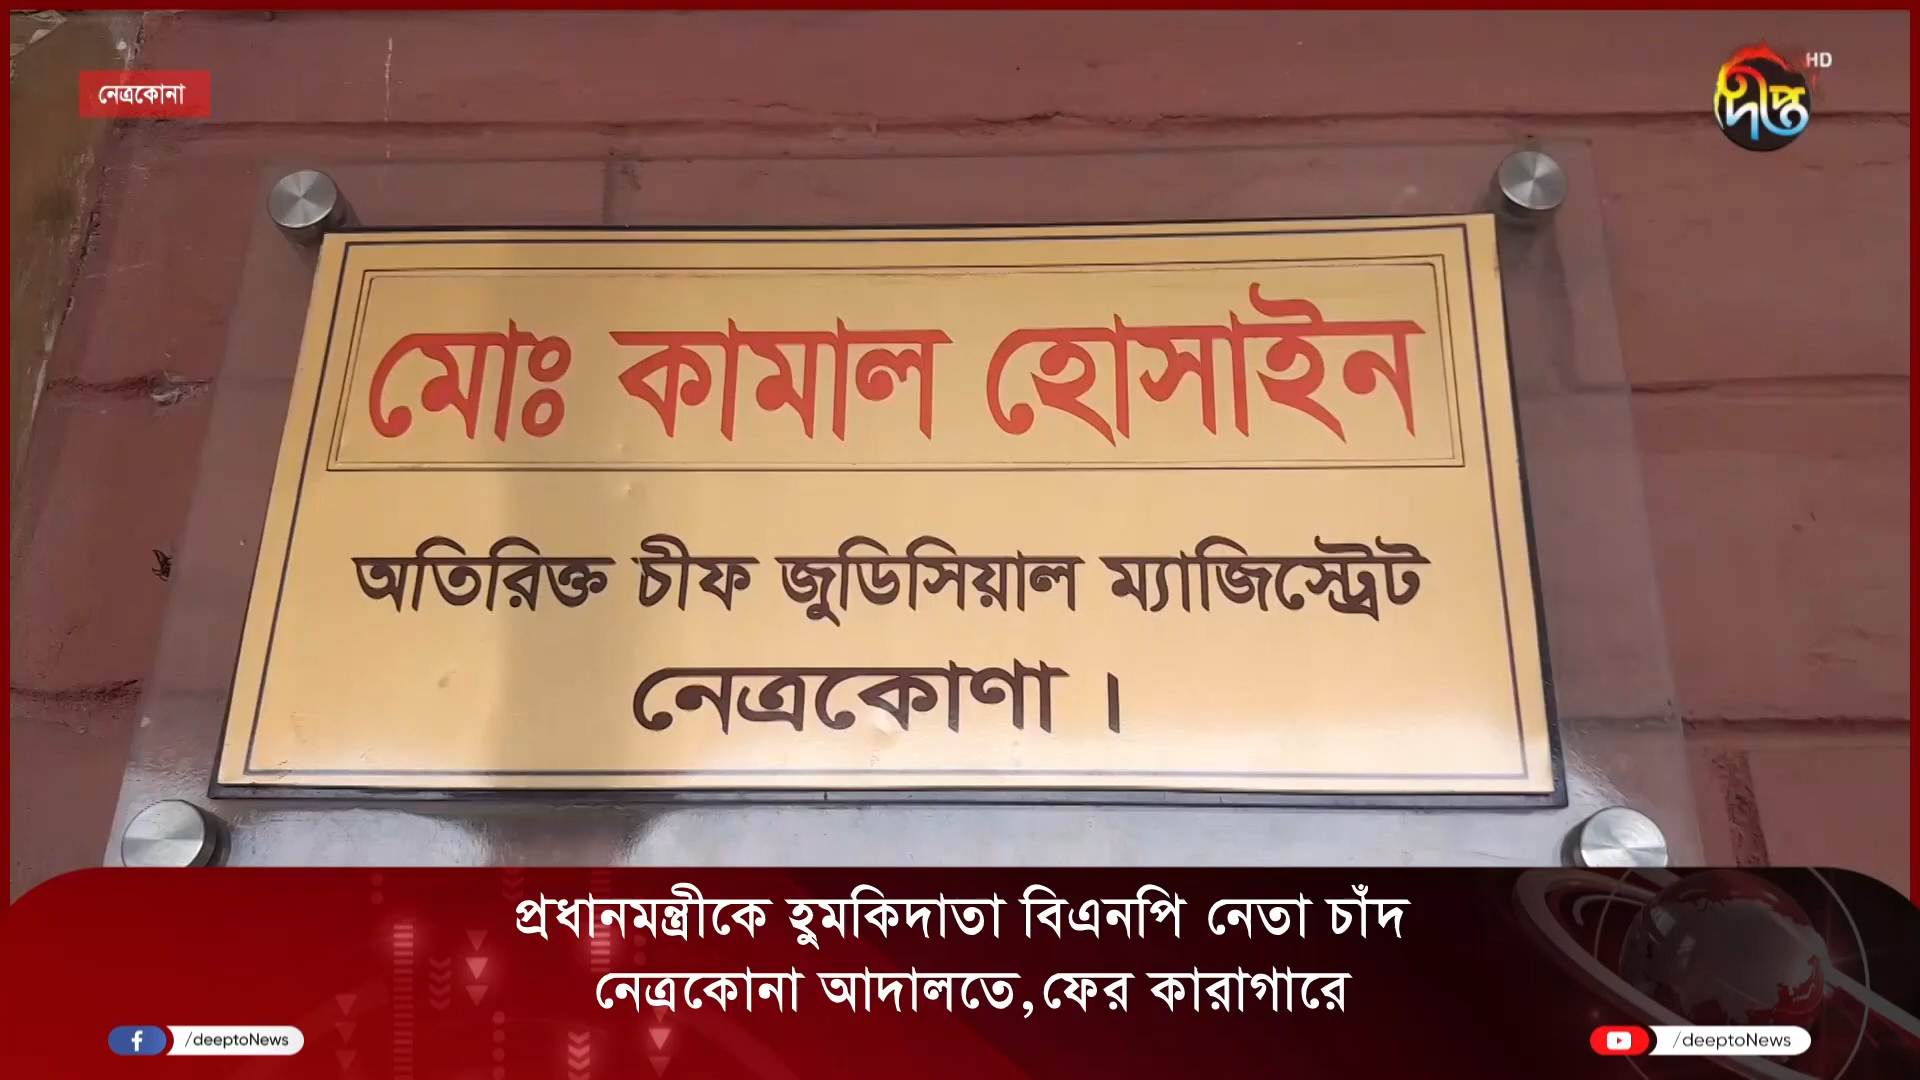 নেত্রকোনা
দীপ্ত HD
মোঃ কামাল হোসাইন
অতিরিক্ত চীফ জুডিসিয়াল ম্যাজিস্ট্রেট
নেত্রকোণা ।
প্রধানমন্ত্রীকে হুমকিদাতা বিএনপি নেতা চাঁদ
নেত্রকোনা আদালতে,ফের কারাগারে
/deeptoNews
/deeptoNews